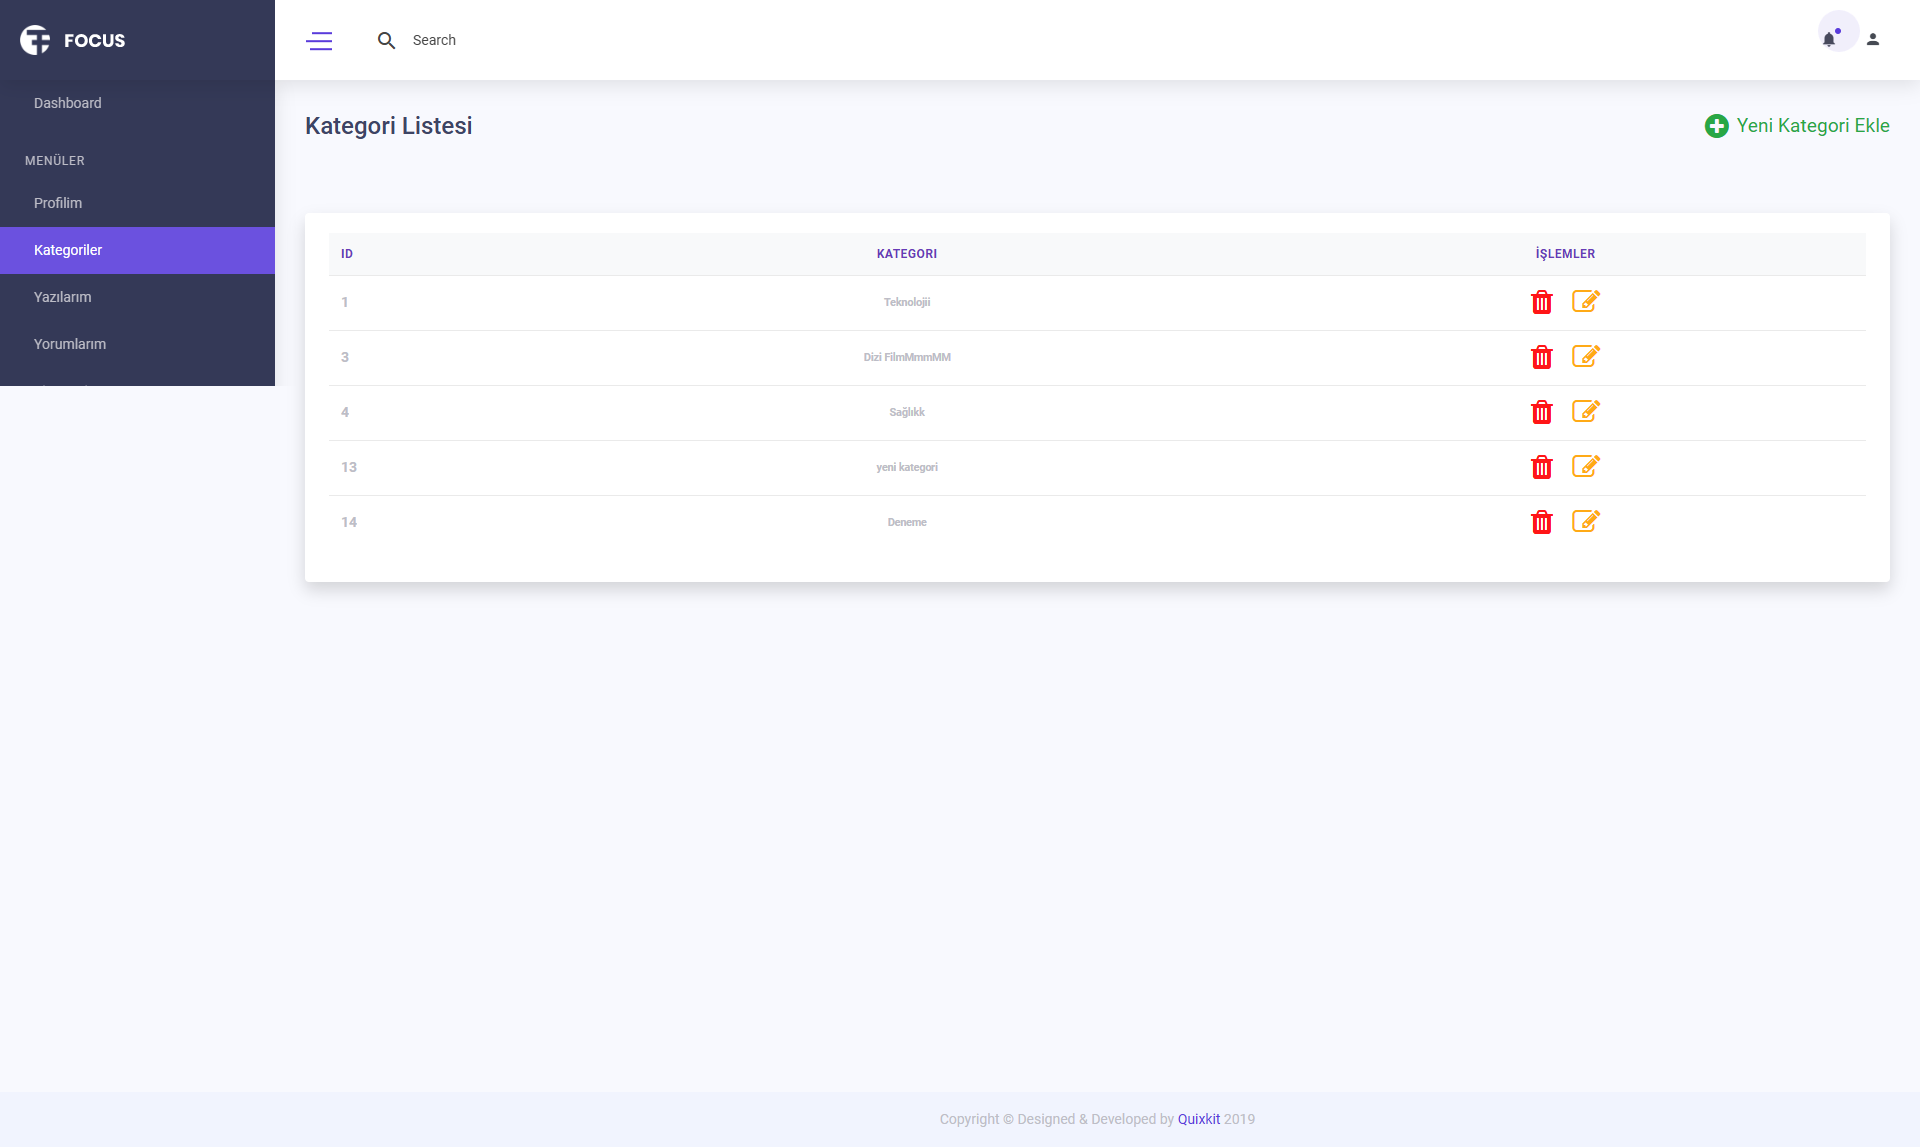 FOCUS
Search
Dashboard
MENÜLER
Profilim
Kategoriler
Yazılarım
Yorumlarım
Kategori Listesi
Yeni Kategori Ekle
ID KATEGORI İŞLEMLER
1 Teknolojii
3 Dizi FilmMmmMM
4 Sağlıkk
13 yeni kategori
14 Deneme
Copyright © Designed & Developed by Quixkit 2019